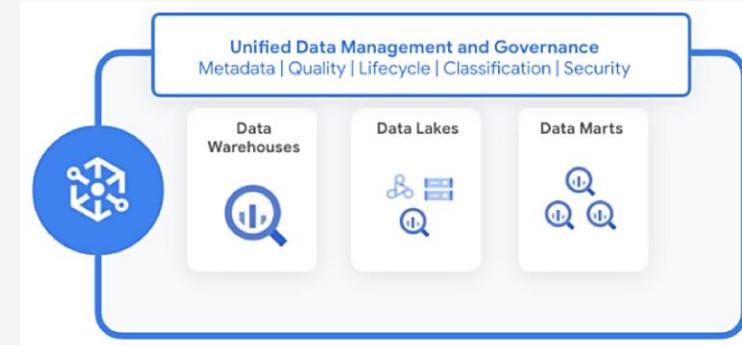 Unified Data Management and Governance
Metadata | Quality | Lifecycle | Classification | Security
Data
Warehouses
Data Lakes
Data Marts